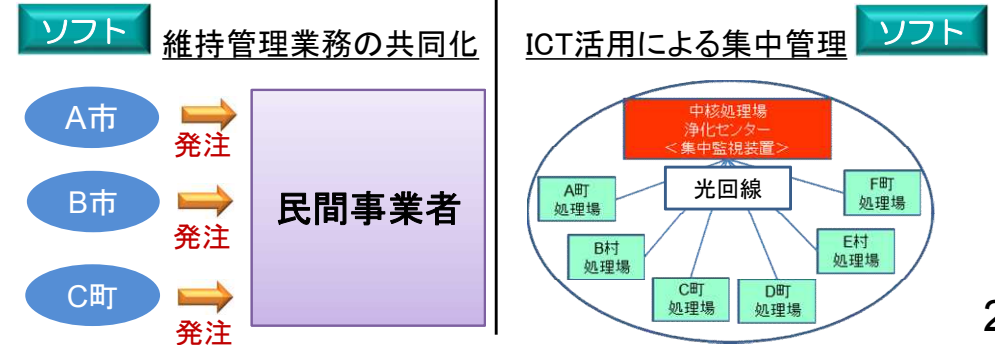 ソフト
維持管理業務の共同化
A市
発注
B市
発注
C町
発注
民間事業者
ICT活用による集中管理
ソフト
中核処理場
浄化センター
<集中監視装置>
光回線
A町
処理場
B村
処理場
C町
処理場
D町
処理場
E村
処理場
F町
処理場
2